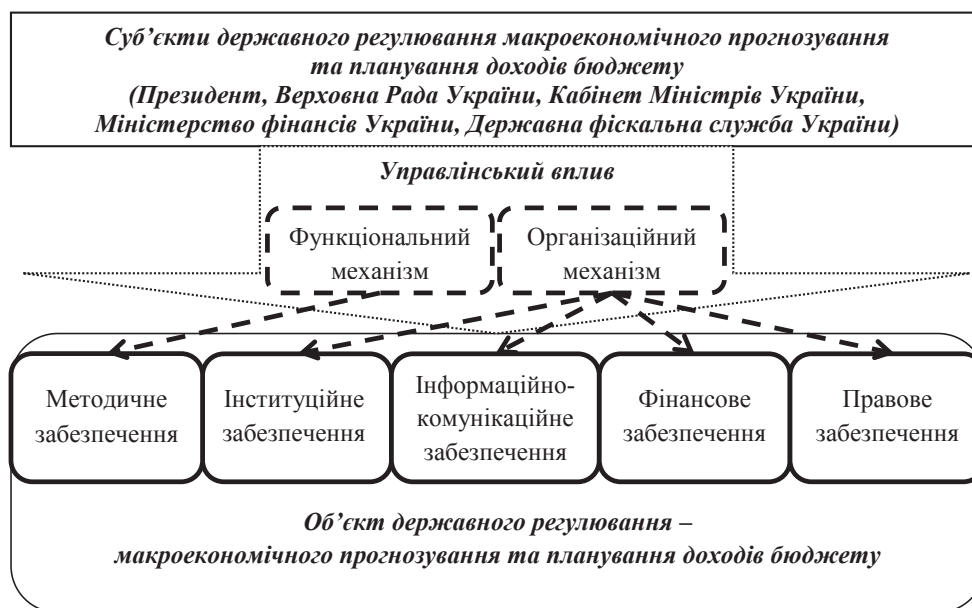 Суб’єкти державного регулювання макроекономічного прогнозування
та планування доходів бюджету
(Президент, Верховна Рада України, Кабінет Міністрів України,
Міністерство фінансів України, Державна фіскальна служба України)
Управлінський вплив
Функціональний
механізм
Організаційний
механізм
Методичне
забезпечення
Інституційне
забезпечення
Інформаційно-
комунікаційне
забезпечення
Фінансове
забезпечення
Правове
забезпечення
Об’єкт державного регулювання –
макроекономічного прогнозування та планування доходів бюджету